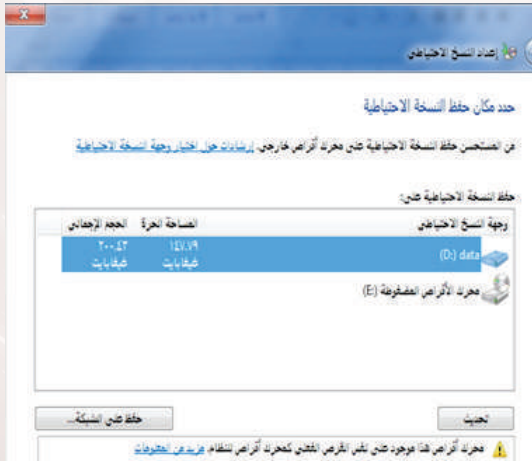 إعداد النسخ الاحتياطي
حدد مكان حفظ النسخة الاحتياطية
من المستحسن حفظ النسخة الاحتياطية على محرك أقراص خارجي. إرشادات حول اختيار وجهة النسخة الاحتياطية
حفظ النسخة الاحتياطية على:
وجهة النسخ الاحتياطي المساحة الحرة الحجم الإجمالي
(D:) data ١٤٧.٧٩ غيغابايت ٢٠٠.٤٣ غيغابايت
محرك الأقراص المضغوطة (E:)
تحديث حفظ على الشبكة...
محرك أقراص هذا موجود على نفس القرص الفعلي كمحرك أقراص النظام. مزيد من المعلومات